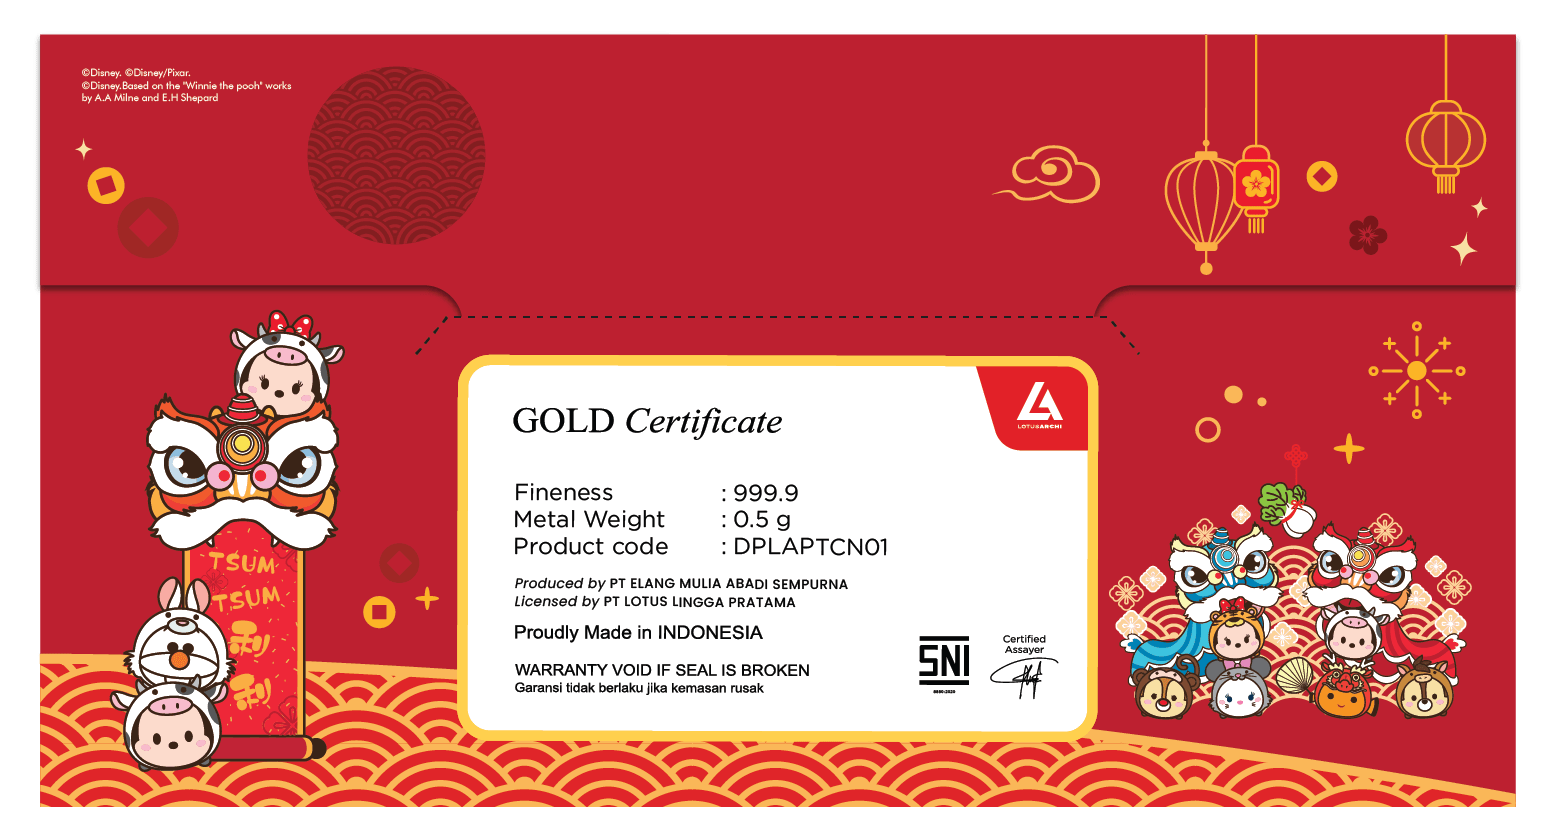 ©Disney. ©Disney/Pixar.
©Disney.Based on the "Winnie the pooh" works
by A.A Milne and E.H Shepard
GOLD Certificate
LOTUSARCHI
Fineness : 999.9
Metal Weight : 0.5 g
Product code : DPLAPTCN01
Produced by PT ELANG MULIA ABADI SEMPURNA
Licensed by PT LOTUS LINGGA PRATAMA
Proudly Made in INDONESIA
WARRANTY VOID IF SEAL IS BROKEN
Garansi tidak berlaku jika kemasan rusak
SNI
8880:2020
Certified
Assayer
TSUM
TSUM
利
利